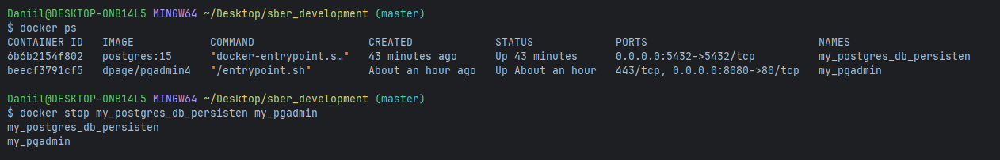 Daniil@DESKTOP-ONB14L5 MINGW64 ~/Desktop/sber_development (master)
$ docker ps
CONTAINER ID   IMAGE            COMMAND                  CREATED             STATUS             PORTS                           NAMES
6b6b2154f802   postgres:15      "docker-entrypoint.s…"   43 minutes ago      Up 43 minutes      0.0.0.0:5432->5432/tcp          my_postgres_db_persisten
beecf3791cf5   dpage/pgadmin4   "/entrypoint.sh"         About an hour ago   Up About an hour   443/tcp, 0.0.0.0:8080->80/tcp   my_pgadmin
Daniil@DESKTOP-ONB14L5 MINGW64 ~/Desktop/sber_development (master)
$ docker stop my_postgres_db_persisten my_pgadmin
my_postgres_db_persisten
my_pgadmin